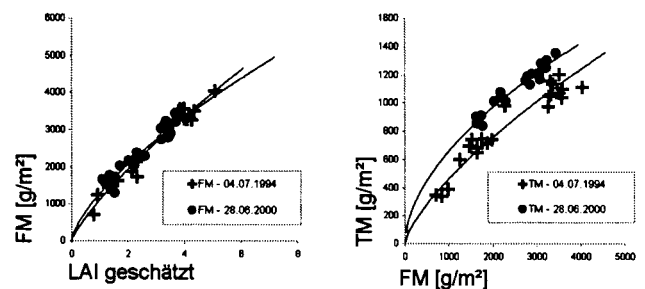 FM [g/m²]
6000
5000
4000
3000
2000
1000
0
0 2 4 6 8
LAI geschätzt
FM - 04.07.1994
FM - 28.06.2000
TM [g/m²]
1600
1400
1200
1000
800
600
400
200
0
0 1000 2000 3000 4000 5000
FM [g/m²]
TM - 04.07.1994
TM - 28.06.2000